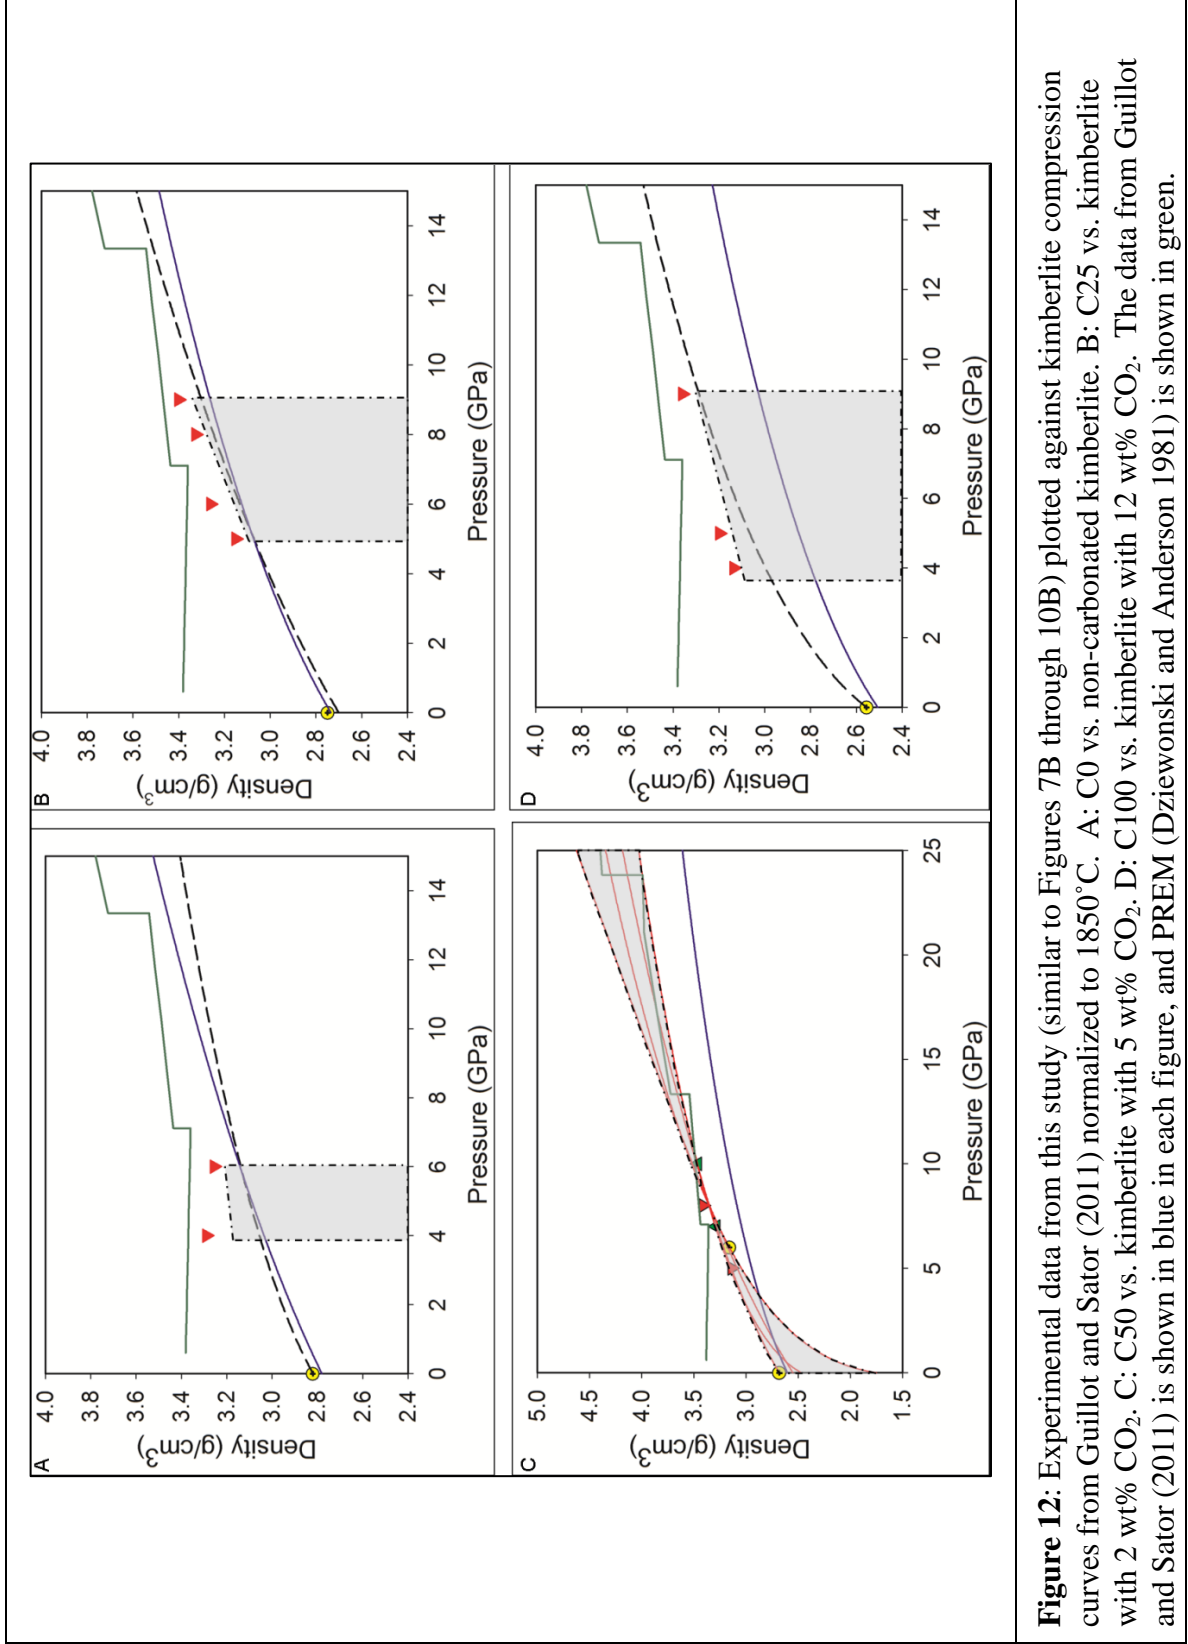 A
4.0
3.8
3.6
3.4
3.2
3.0
2.8
2.6
2.4
Density (g/cm³)
0 2 4 6 8 10 12 14
Pressure (GPa)
B
4.0
3.8
3.6
3.4
3.2
3.0
2.8
2.6
2.4
Density (g/cm³)
0 2 4 6 8 10 12 14
Pressure (GPa)
C
5.0
4.5
4.0
3.5
3.0
2.5
2.0
1.5
Density (g/cm³)
0 5 10 15 20 25
Pressure (GPa)
D
4.0
3.8
3.6
3.4
3.2
3.0
2.8
2.6
2.4
Density (g/cm³)
0 2 4 6 8 10 12 14
Pressure (GPa)
Figure 12: Experimental data from this study (similar to Figures 7B through 10B) plotted against kimberlite compression
curves from Guillot and Sator (2011) normalized to 1850˚C. A: C0 vs. non-carbonated kimberlite. B: C25 vs. kimberlite
with 2 wt% CO₂. C: C50 vs. kimberlite with 5 wt% CO₂. D: C100 vs. kimberlite with 12 wt% CO₂. The data from Guillot
and Sator (2011) is shown in blue in each figure, and PREM (Dziewonski and Anderson 1981) is shown in green.